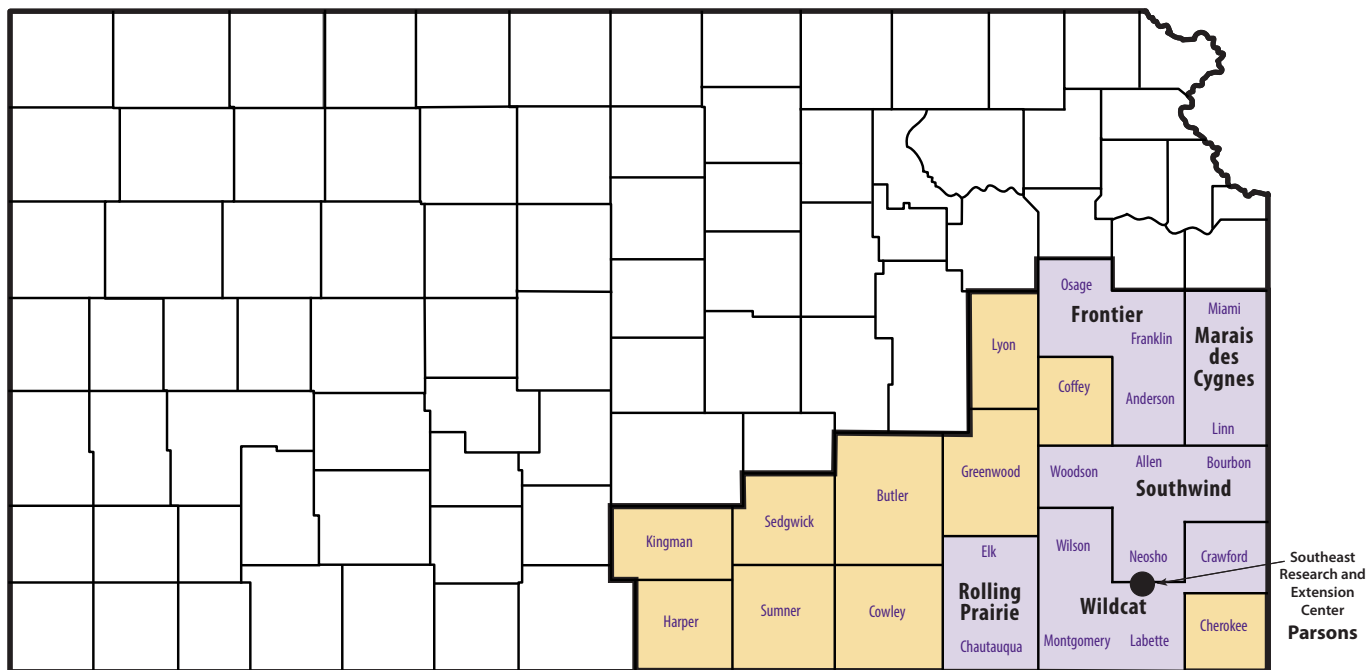 Osage
Frontier
Miami
Franklin
Marais
des
Cygnes
Lyon
Coffey
Anderson
Linn
Greenwood
Woodson
Allen
Bourbon
Southwind
Butler
Sedgwick
Kingman
Elk
Wilson
Neosho
Crawford
Southeast
Research and
Extension
Center
Parsons
Rolling
Prairie
Wildcat
Harper
Sumner
Cowley
Chautauqua
Montgomery
Labette
Cherokee